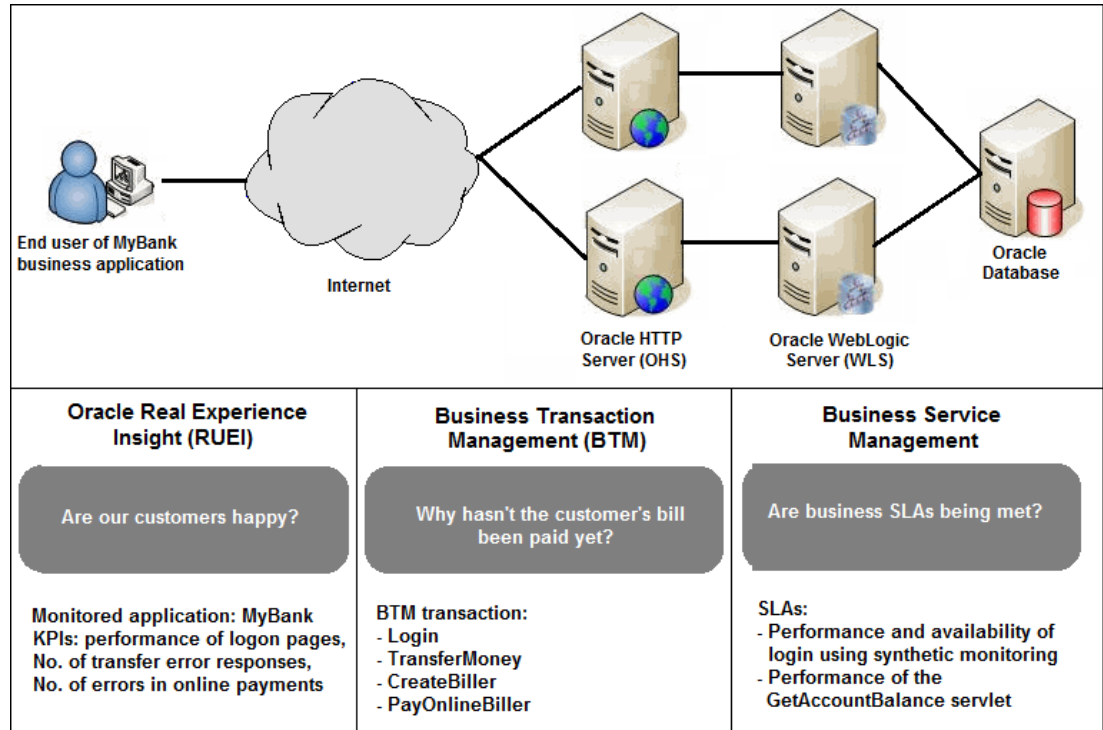 End user of MyBank
business application
Internet
Oracle HTTP
Server (OHS)
Oracle WebLogic
Server (WLS)
Oracle
Database
Oracle Real Experience
Insight (RUEI)
Are our customers happy?
Monitored application: MyBank
KPIs: performance of logon pages,
No. of transfer error responses,
No. of errors in online payments
Business Transaction
Management (BTM)
Why hasn't the customer's bill
been paid yet?
BTM transaction:
- Login
- TransferMoney
- CreateBiller
- PayOnlineBiller
Business Service
Management
Are business SLAs being met?
SLAs:
- Performance and availability of
login using synthetic monitoring
- Performance of the
GetAccountBalance servlet